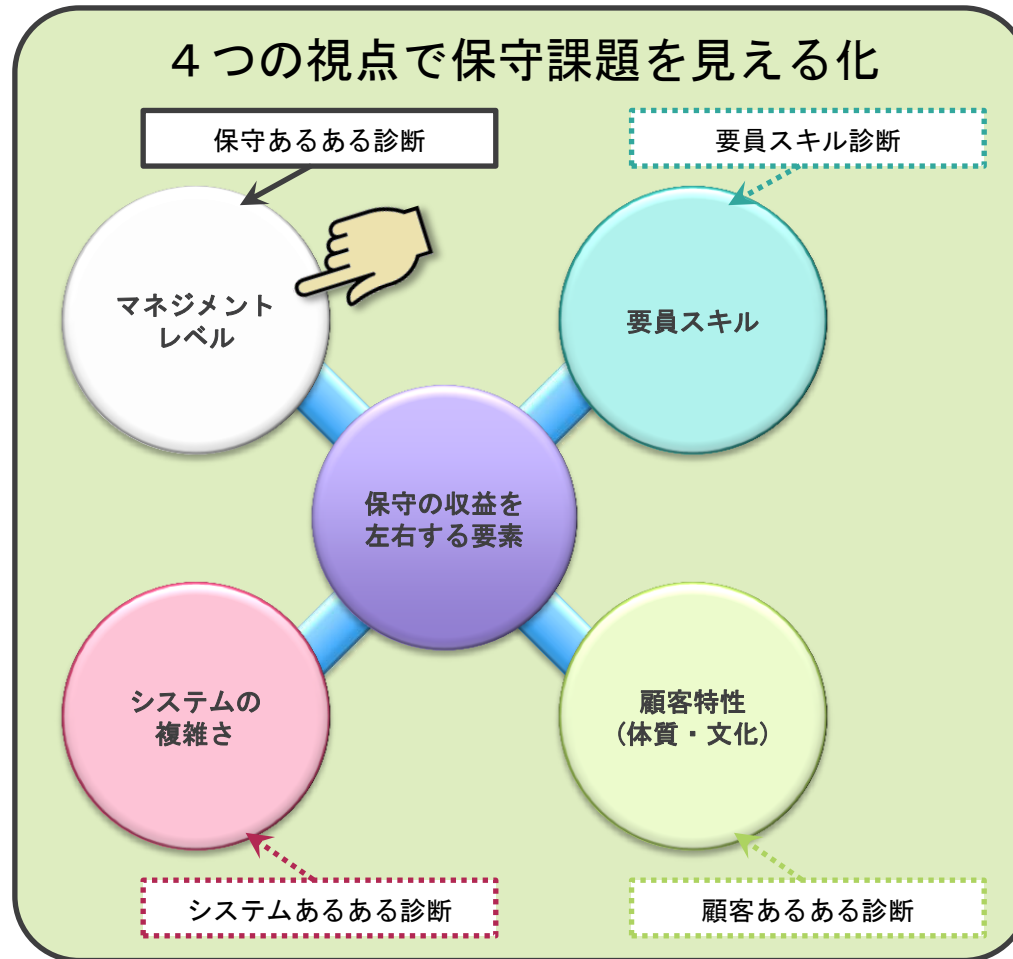 ４つの視点で保守課題を見える化
保守あるある診断
要員スキル診断
マネジメント
レベル
要員スキル
保守の収益を
左右する要素
システムの
複雑さ
顧客特性
(体質・文化)
システムあるある診断
顧客あるある診断